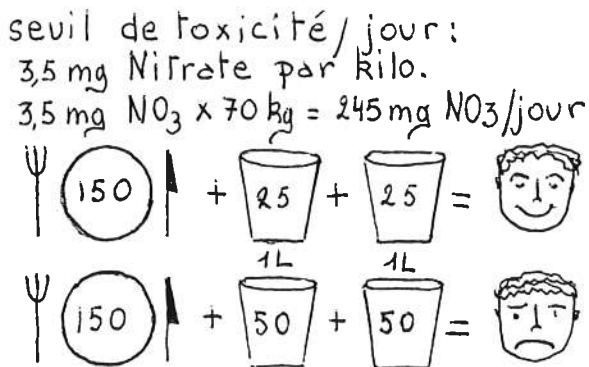 seuil de toxicité/jour:
3,5 mg Nitrate par kilo.
3,5 mg NO3 x 70 kg = 245 mg NO3/jour
150 + 25 + 25 =
1L 1L
150 + 50 + 50 =